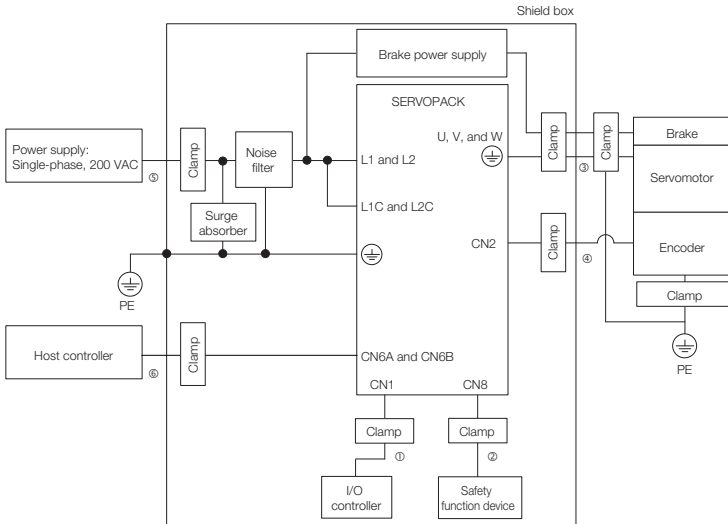 Shield box
Brake power supply
SERVOPACK
U, V, and W
Power supply:
Single-phase, 200 VAC
⑤
Clamp
Noise
filter
L1 and L2
Clamp
③
Clamp
Brake
Servomotor
L1C and L2C
Surge
absorber
CN2
Clamp
④
Encoder
Clamp
PE
PE
Host controller
⑥
Clamp
CN6A and CN6B
CN1
CN8
Clamp
Clamp
①
②
I/O
controller
Safety
function device